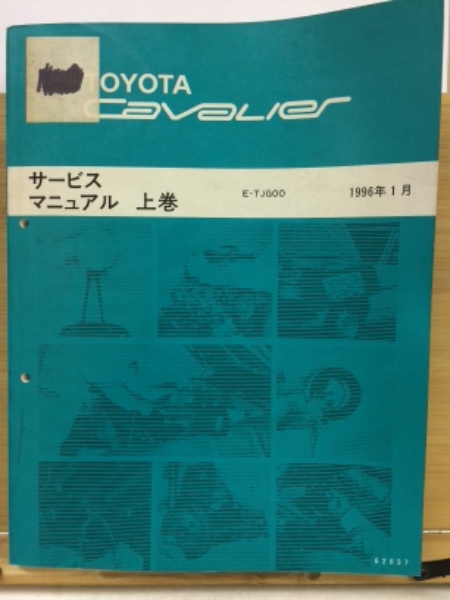 TOYOTA
Cavalier
サービス
マニュアル 上巻
E-TJG00
1996年1月
62037